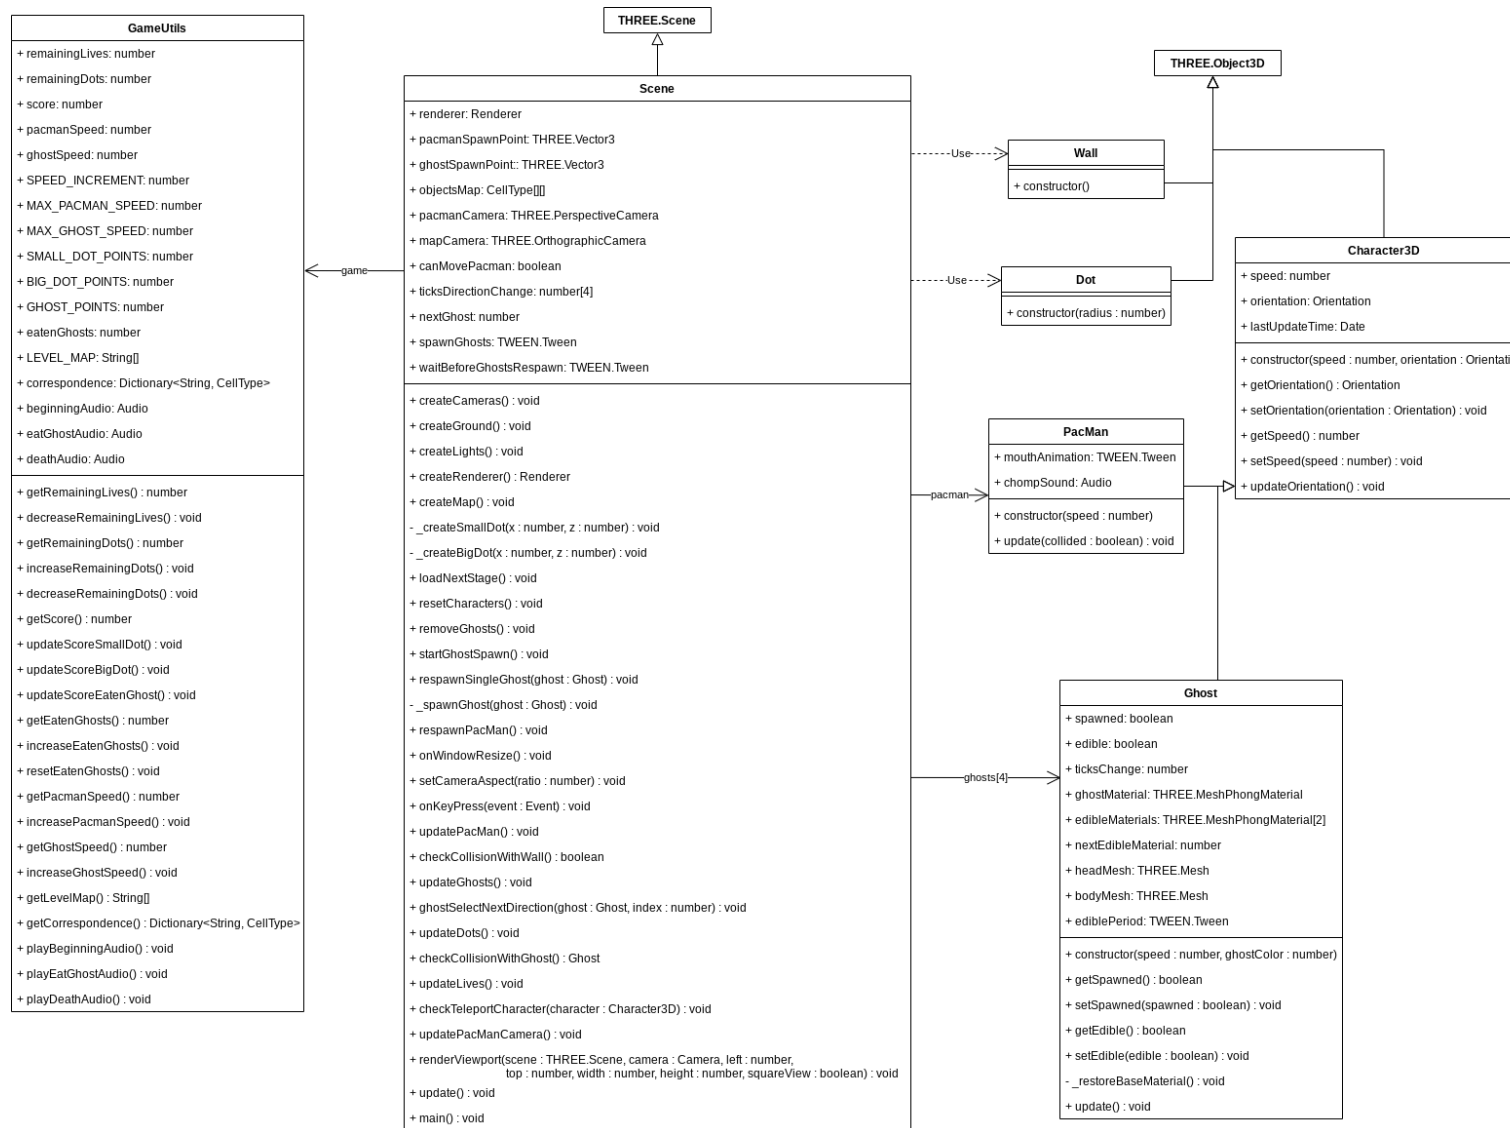 GameUtils
+ remainingLives: number
+ remainingDots: number
+ score: number
+ pacmanSpeed: number
+ ghostSpeed: number
+ SPEED_INCREMENT: number
+ MAX_PACMAN_SPEED: number
+ MAX_GHOST_SPEED: number
+ SMALL_DOT_POINTS: number
+ BIG_DOT_POINTS: number
+ GHOST_POINTS: number
+ eatenGhosts: number
+ LEVEL_MAP: String[]
+ correspondence: Dictionary<String, CellType>
+ beginningAudio: Audio
+ eatGhostAudio: Audio
+ deathAudio: Audio
+ getRemainingLives() : number
+ decreaseRemainingLives() : void
+ getRemainingDots() : number
+ increaseRemainingDots() : void
+ decreaseRemainingDots() : void
+ getScore() : number
+ updateScoreSmallDot() : void
+ updateScoreBigDot() : void
+ updateScoreEatenGhost() : void
+ getEatenGhosts() : number
+ increaseEatenGhosts() : void
+ resetEatenGhosts() : void
+ getPacmanSpeed() : number
+ increasePacmanSpeed() : void
+ getGhostSpeed() : number
+ increaseGhostSpeed() : void
+ getLevelMap() : String[]
+ getCorrespondence() : Dictionary<String, CellType>
+ playBeginningAudio() : void
+ playEatGhostAudio() : void
+ playDeathAudio() : void
game
THREE.Scene
Scene
+ renderer: Renderer
+ pacmanSpawnPoint: THREE.Vector3
+ ghostSpawnPoint:: THREE.Vector3
+ objectsMap: CellType[][]
+ pacmanCamera: THREE.PerspectiveCamera
+ mapCamera: THREE.OrthographicCamera
+ canMovePacman: boolean
+ ticksDirectionChange: number[4]
+ nextGhost: number
+ spawnGhosts: TWEEN.Tween
+ waitBeforeGhostsRespawn: TWEEN.Tween
+ createCameras() : void
+ createGround() : void
+ createLights() : void
+ createRenderer() : Renderer
+ createMap() : void
- _createSmallDot(x : number, z : number) : void
- _createBigDot(x : number, z : number) : void
+ loadNextStage() : void
+ resetCharacters() : void
+ removeGhosts() : void
+ startGhostSpawn() : void
+ respawnSingleGhost(ghost : Ghost) : void
- _spawnGhost(ghost : Ghost) : void
+ respawnPacMan() : void
+ onWindowResize() : void
+ setCameraAspect(ratio : number) : void
+ onKeyPress(event : Event) : void
+ updatePacMan() : void
+ checkCollisionWithWall() : boolean
+ updateGhosts() : void
+ ghostSelectNextDirection(ghost : Ghost, index : number) : void
+ updateDots() : void
+ checkCollisionWithGhost() : Ghost
+ updateLives() : void
+ checkTeleportCharacter(character : Character3D) : void
+ updatePacManCamera() : void
+ renderViewport(scene : THREE.Scene, camera : Camera, left : number,
top : number, width : number, height : number, squareView : boolean) : void
+ update() : void
+ main() : void
Use
Use
pacman
ghosts[4]
THREE.Object3D
Wall
+ constructor()
Dot
+ constructor(radius : number)
Character3D
+ speed: number
+ orientation: Orientation
+ lastUpdateTime: Date
+ constructor(speed : number, orientation : Orientati
+ getOrientation() : Orientation
+ setOrientation(orientation : Orientation) : void
+ getSpeed() : number
+ setSpeed(speed : number) : void
+ updateOrientation() : void
PacMan
+ mouthAnimation: TWEEN.Tween
+ chompSound: Audio
+ constructor(speed : number)
+ update(collided : boolean) : void
Ghost
+ spawned: boolean
+ edible: boolean
+ ticksChange: number
+ ghostMaterial: THREE.MeshPhongMaterial
+ edibleMaterials: THREE.MeshPhongMaterial[2]
+ nextEdibleMaterial: number
+ headMesh: THREE.Mesh
+ bodyMesh: THREE.Mesh
+ ediblePeriod: TWEEN.Tween
+ constructor(speed : number, ghostColor : number)
+ getSpawned() : boolean
+ setSpawned(spawned : boolean) : void
+ getEdible() : boolean
+ setEdible(edible : boolean) : void
- _restoreBaseMaterial() : void
+ update() : void